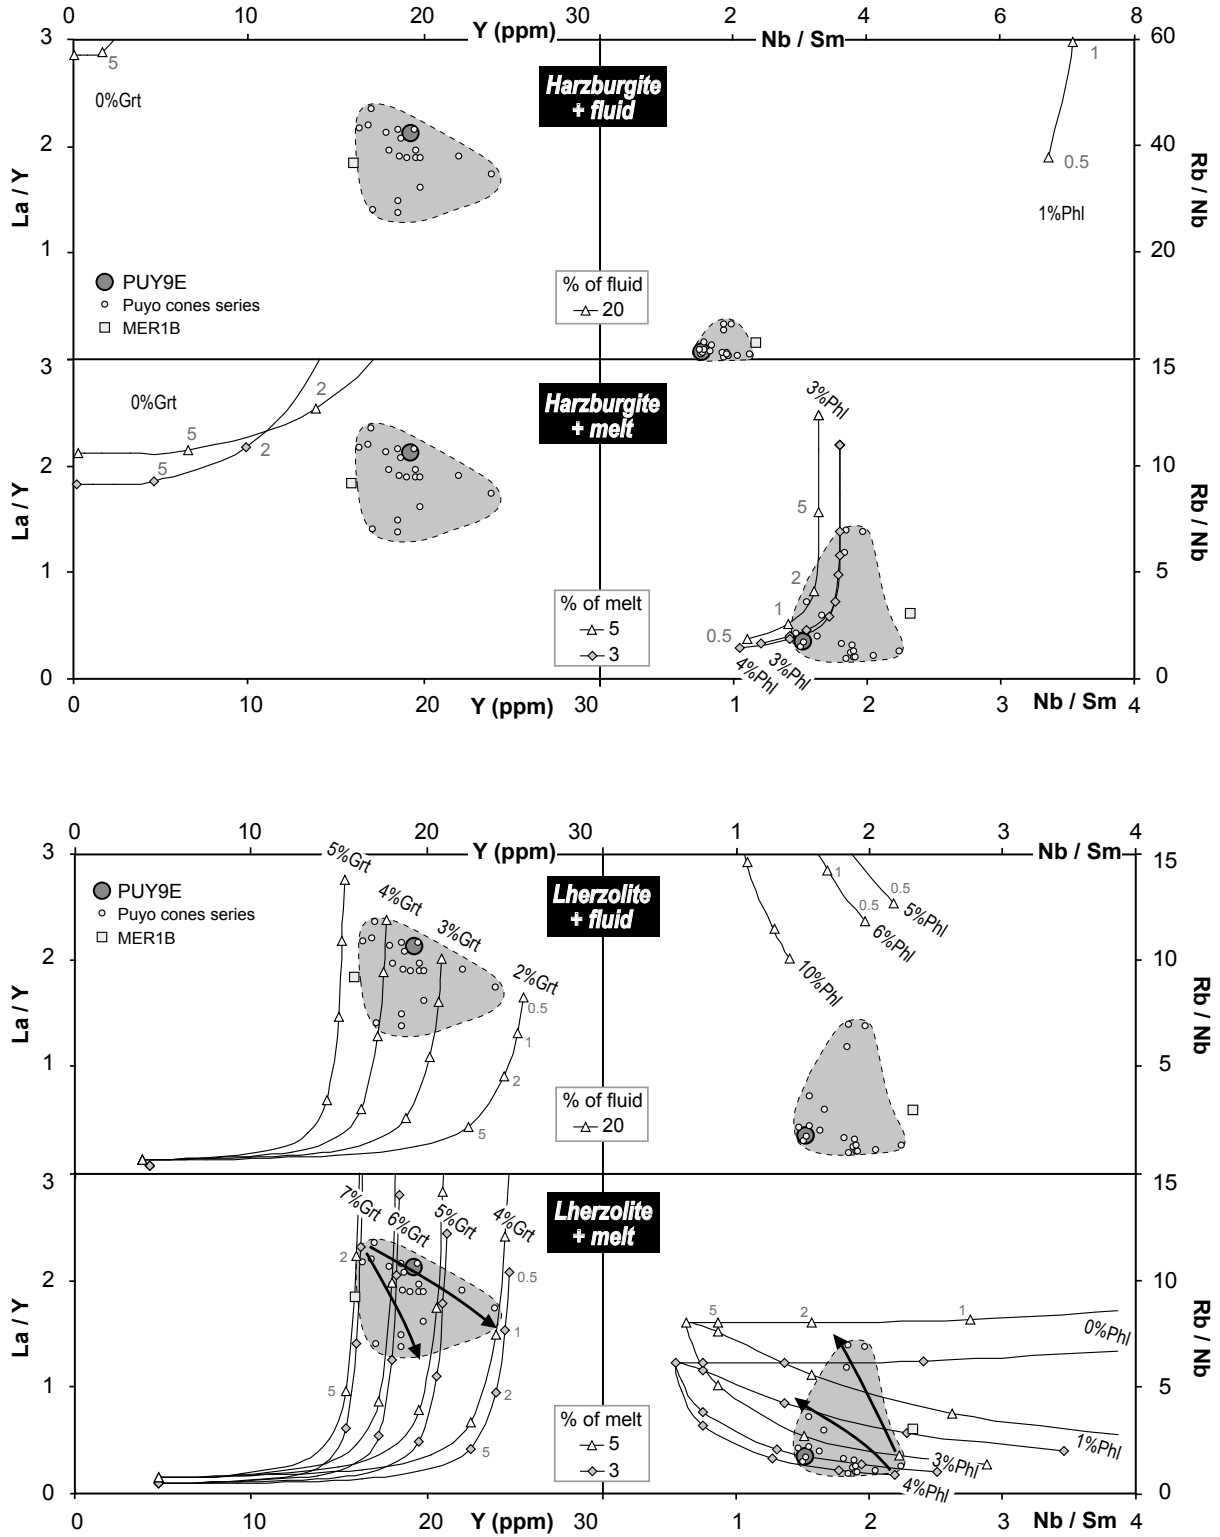 0 10 20 30 2 4 6 8
Y (ppm) Nb / Sm
3 60
5 1
0%Grt
Harzburgite
+ fluid
2 40
0.5
La / Y Rb / Nb
1%Phl
1 20
PUY9E
Puyo cones series
MER1B
% of fluid
20
3 15
0%Grt
2
Harzburgite
+ melt
3%Phl
5 2
2 10
5
5
La / Y Rb / Nb
1 5
2
% of melt
5
3
1
0.5
4%Phl 3%Phl
0 0
0 10 20 30 1 2 3 4
Y (ppm) Nb / Sm
0 10 20 30 1 2 3 4
Y (ppm) Nb / Sm
3 15
5%Grt
PUY9E
Puyo cones series
MER1B
4%Grt
3%Grt
2%Grt
Lherzolite
+ fluid
1 0.5
0.5
5%Phl
6%Phl
10%Phl
2 10
0.5
1
2
5
La / Y Rb / Nb
1 5
% of fluid
20
3 15
7%Grt
6%Grt
5%Grt
4%Grt
Lherzolite
+ melt
2
0.5
2 10
1
5 2 1
0%Phl
La / Y Rb / Nb
1 5
5
2
5
% of melt
5
3
1%Phl
3%Phl
4%Phl
0 0
0 10 20 30 1 2 3 4
Y (ppm) Nb / Sm